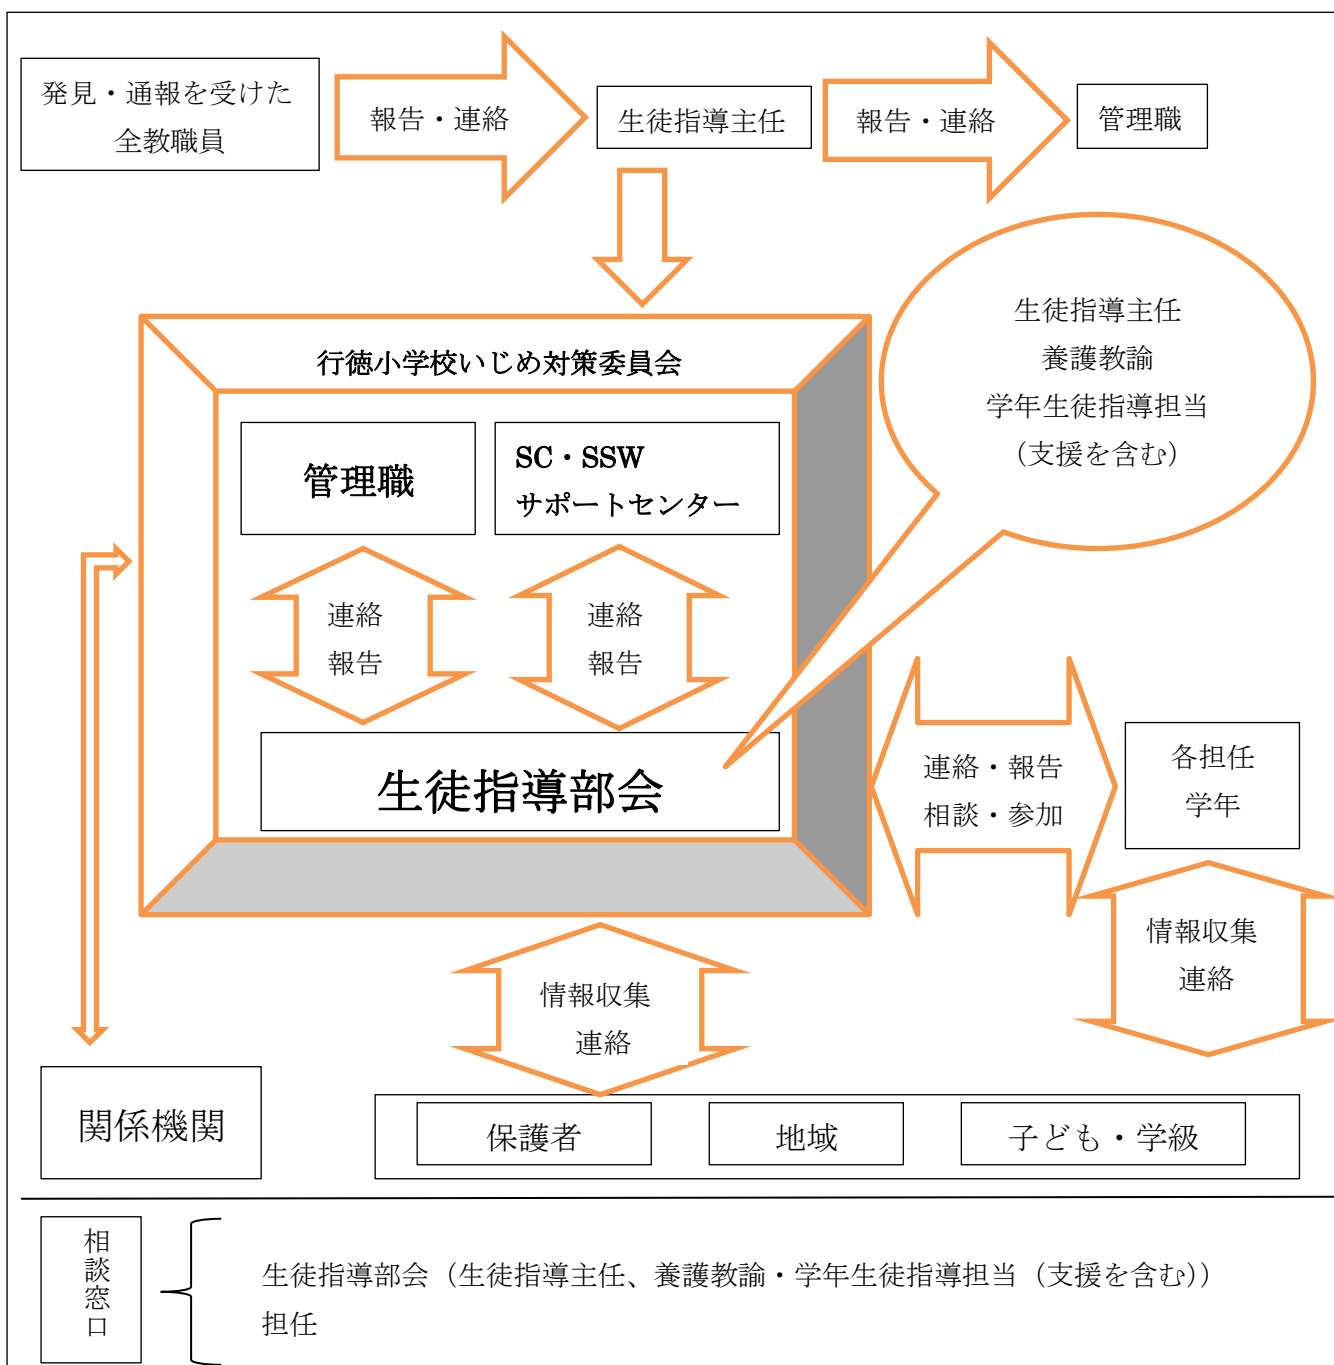 発見・通報を受けた
全教職員
報告・連絡
生徒指導主任
報告・連絡
管理職
生徒指導主任
養護教諭
学年生徒指導担当
（支援を含む）
行徳小学校いじめ対策委員会
管理職
SC・SSW
サポートセンター
連絡
報告
連絡
報告
生徒指導部会
連絡・報告
相談・参加
各担任
学年
情報収集
連絡
情報収集
連絡
関係機関
保護者
地域
子ども・学級
相談窓口
生徒指導部会（生徒指導主任、養護教諭・学年生徒指導担当（支援を含む））
担任